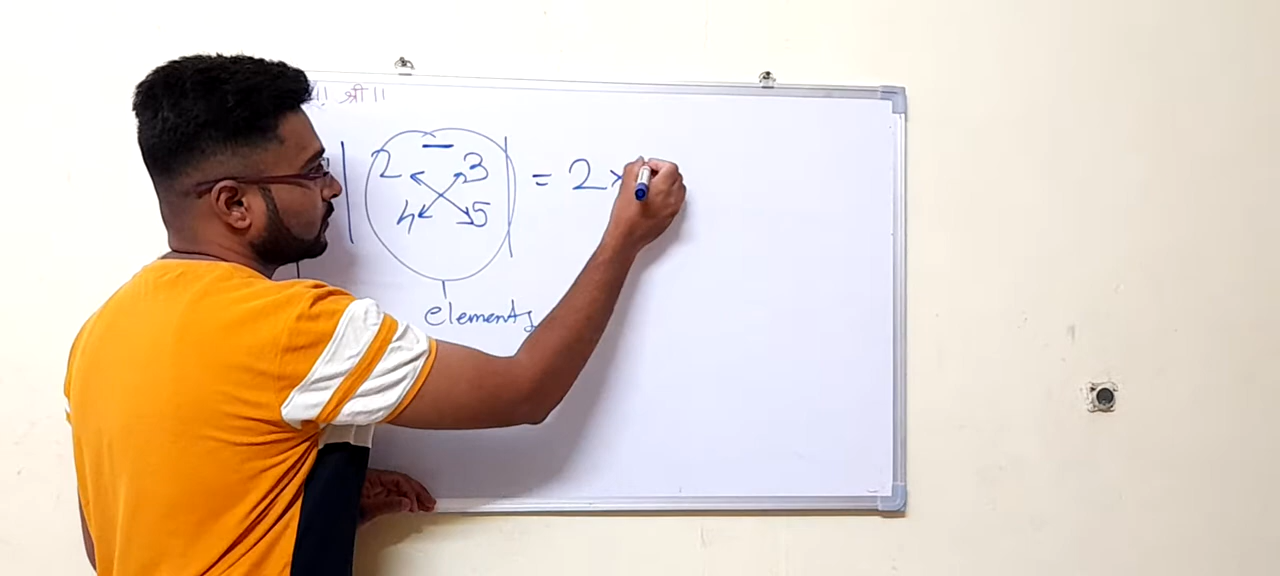 ॥ श्री ॥
| 2 3 | = 2 ×
4 5
elements